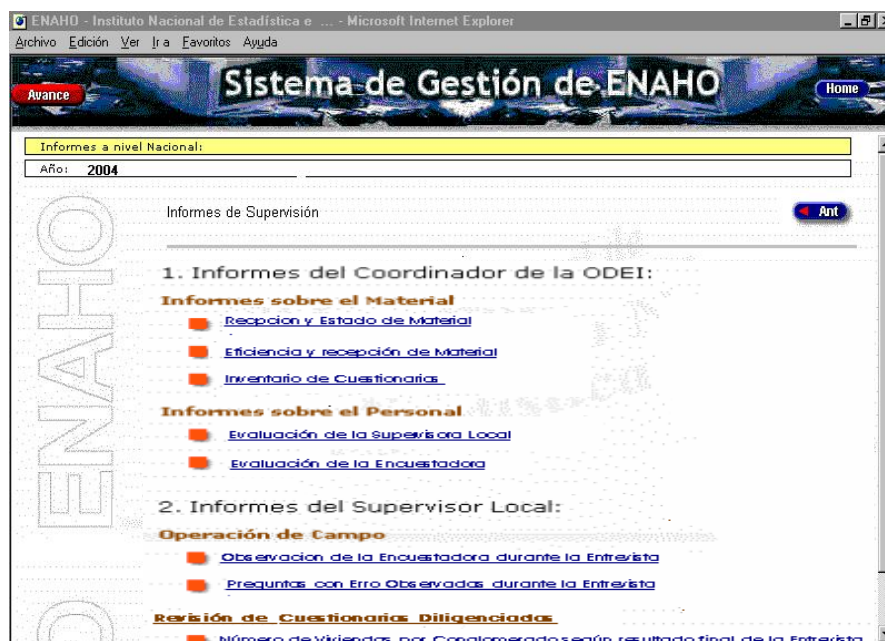 ENAHO - Instituto Nacional de Estadística e ... - Microsoft Internet Explorer
Archivo Edición Ver Ir a Favoritos Ayuda
Avance
Sistema de Gestión de ENAHO
Home
Informes a nivel Nacional:
Año: 2004
Informes de Supervisión
Ant
1. Informes del Coordinador de la ODEI:
Informes sobre el Material
Recpcion y Estado de Material
Eficiencia y recepción de Material
Inventario de Cuestionarios
Informes sobre el Personal
Evaluación de la Supervisora Local
Evaluación de la Encuestadora
2. Informes del Supervisor Local:
Operación de Campo
Observacion de la Encuestadora durante la Entrevista
Preguntas con Erro Observadas durante la Entrevista
Revisión de Cuestionarios Diligenciados
Número de Viviendas por Conglomerado según resultado final de la Entrevista
ENAHO